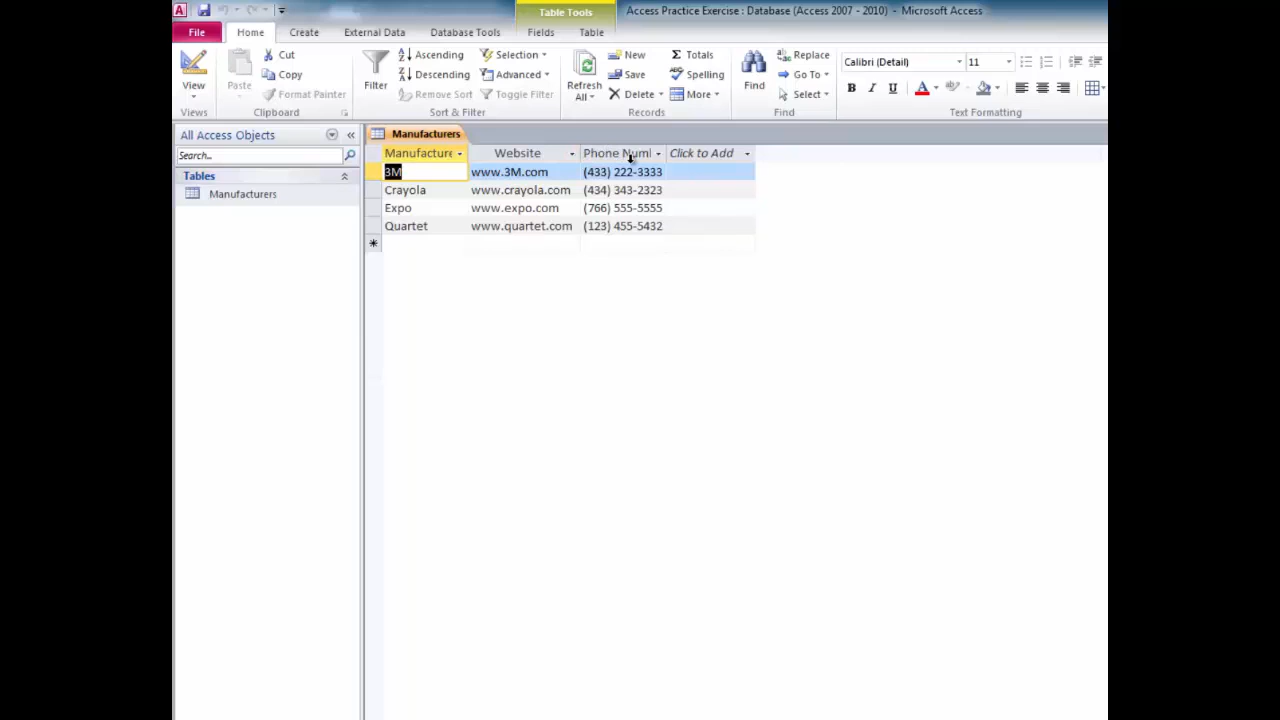 Table Tools
Access Practice Exercise : Database (Access 2007 - 2010) - Microsoft Access
File Home Create External Data Database Tools Fields Table
View
Views
Paste
Cut
Copy
Format Painter
Clipboard
Filter
Ascending
Descending
Remove Sort
Selection
Advanced
Toggle Filter
Sort & Filter
Refresh
All
New
Save
Delete
Totals
Spelling
More
Records
Find
Replace
Go To
Select
Find
Calibri (Detail) 11
B I U A
Text Formatting
All Access Objects
Search...
Tables
Manufacturers
Manufacturers
Manufacture Website Phone Numl Click to Add
3M www.3M.com (433) 222-3333
Crayola www.crayola.com (434) 343-2323
Expo www.expo.com (766) 555-5555
Quartet www.quartet.com (123) 455-5432